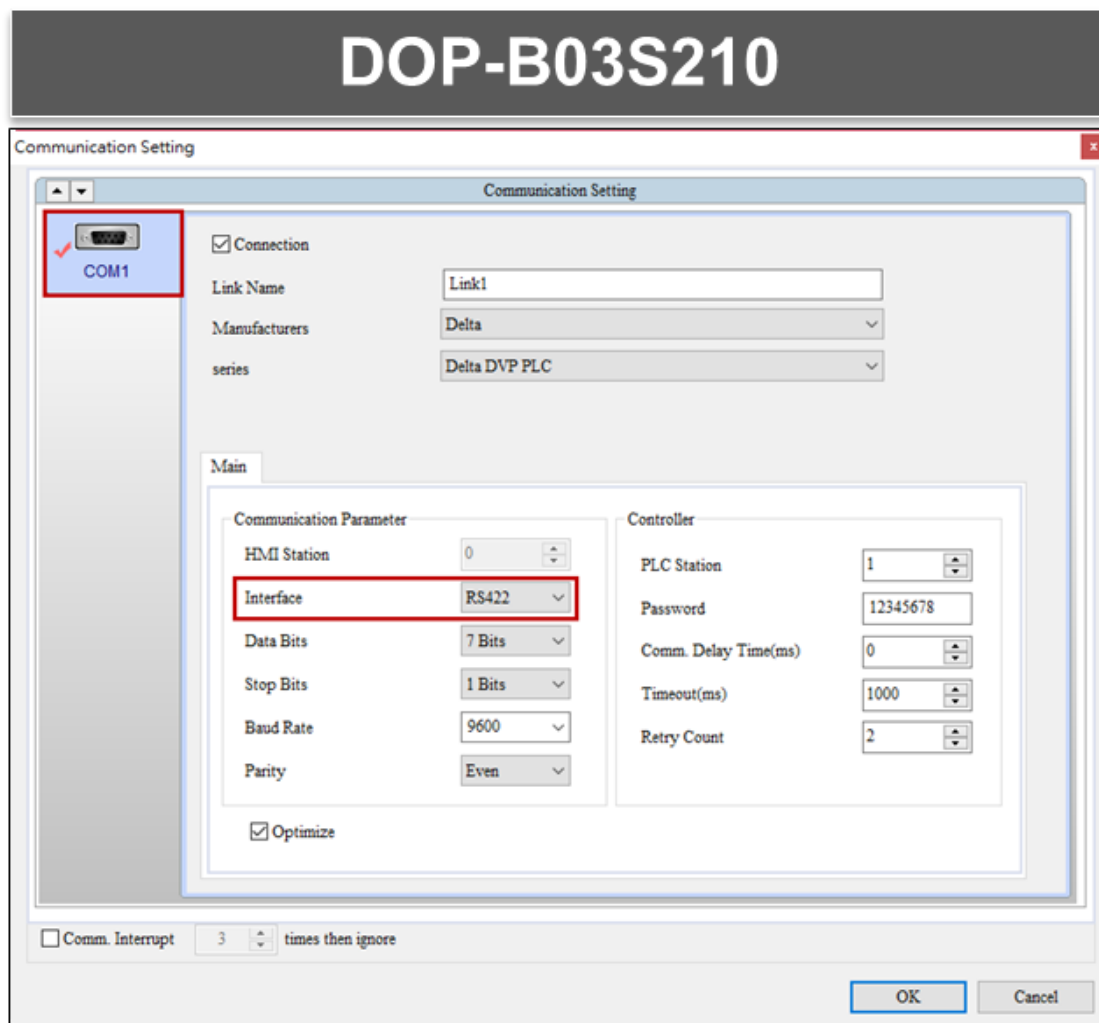 DOP-B03S210
Communication Setting
x
Communication Setting
COM1
Connection
Link Name Link1
Manufacturers Delta
series Delta DVP PLC
Main
Communication Parameter
HMI Station 0
Interface RS422
Data Bits 7 Bits
Stop Bits 1 Bits
Baud Rate 9600
Parity Even
Optimize
Controller
PLC Station 1
Password 12345678
Comm. Delay Time(ms) 0
Timeout(ms) 1000
Retry Count 2
Comm. Interrupt 3 times then ignore
OK Cancel